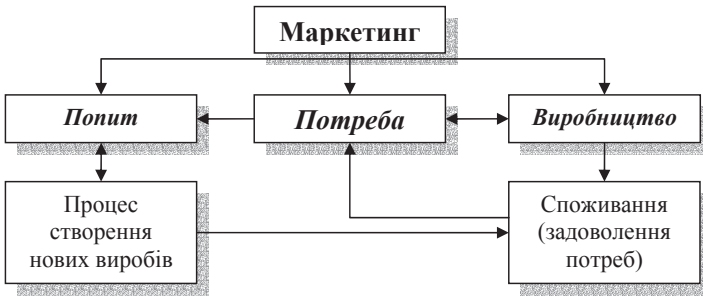 Маркетинг
Попит
Потреба
Виробництво
Процес
створення
нових виробів
Споживання
(задоволення
потреб)